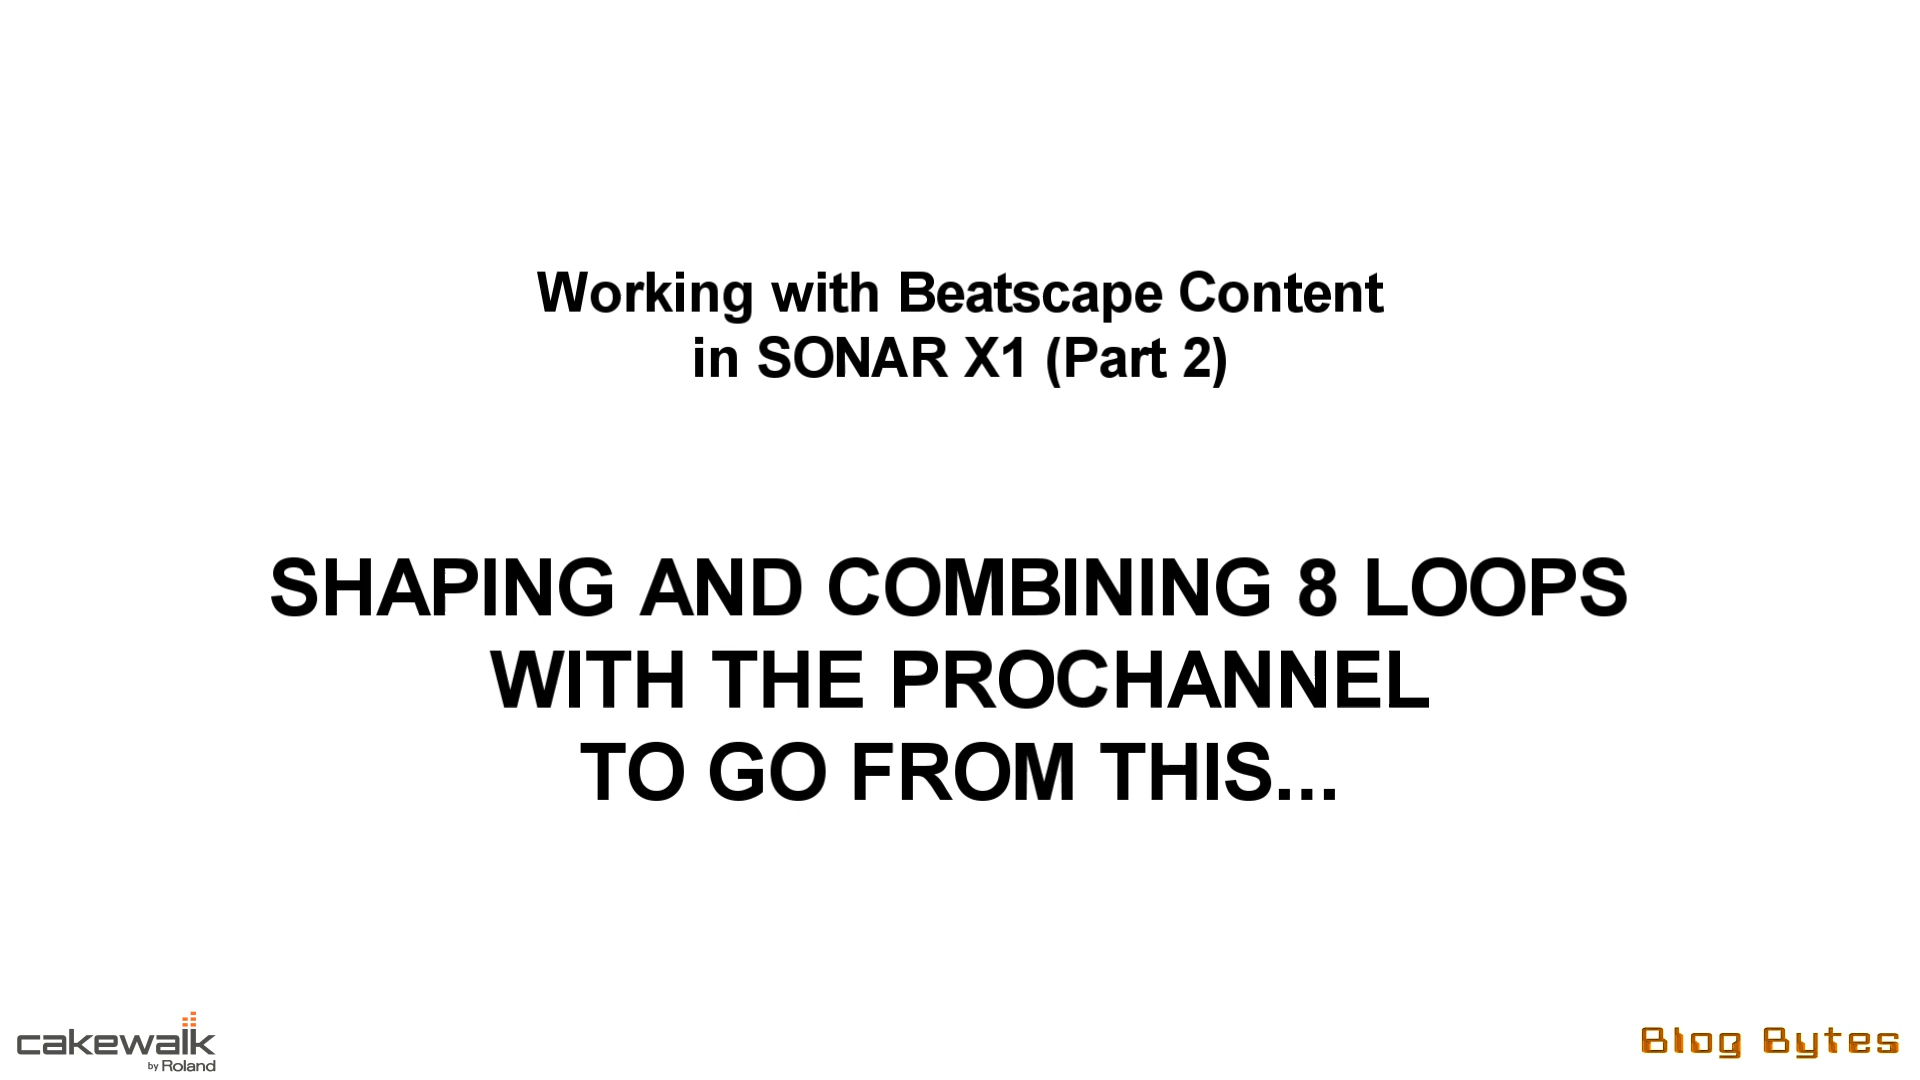 Working with Beatscape Content
in SONAR X1 (Part 2)
SHAPING AND COMBINING 8 LOOPS
WITH THE PROCHANNEL
TO GO FROM THIS...
cakewalk
by Roland
Blog Bytes